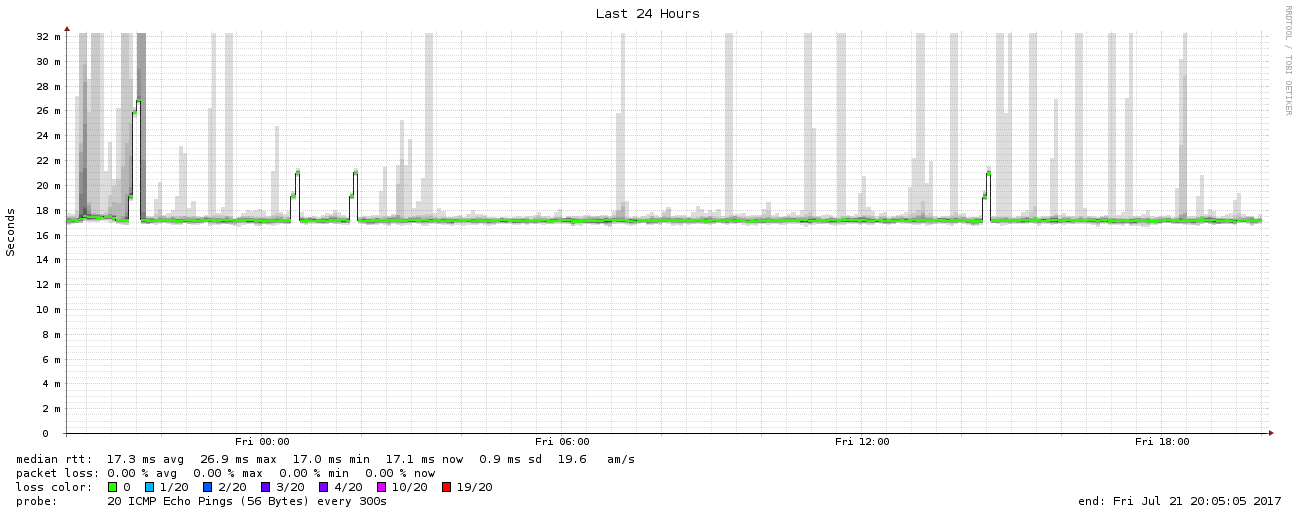 Last 24 Hours
RRDTOOL / TOBI OETIKER
Seconds
32 m
30 m
28 m
26 m
24 m
22 m
20 m
18 m
16 m
14 m
12 m
10 m
8 m
6 m
4 m
2 m
0
Fri 00:00 Fri 06:00 Fri 12:00 Fri 18:00
median rtt: 17.3 ms avg 26.9 ms max 17.0 ms min 17.1 ms now 0.9 ms sd 19.6 am/s
packet loss: 0.00 % avg 0.00 % max 0.00 % min 0.00 % now
loss color: 0 1/20 2/20 3/20 4/20 10/20 19/20
probe: 20 ICMP Echo Pings (56 Bytes) every 300s end: Fri Jul 21 20:05:05 2017